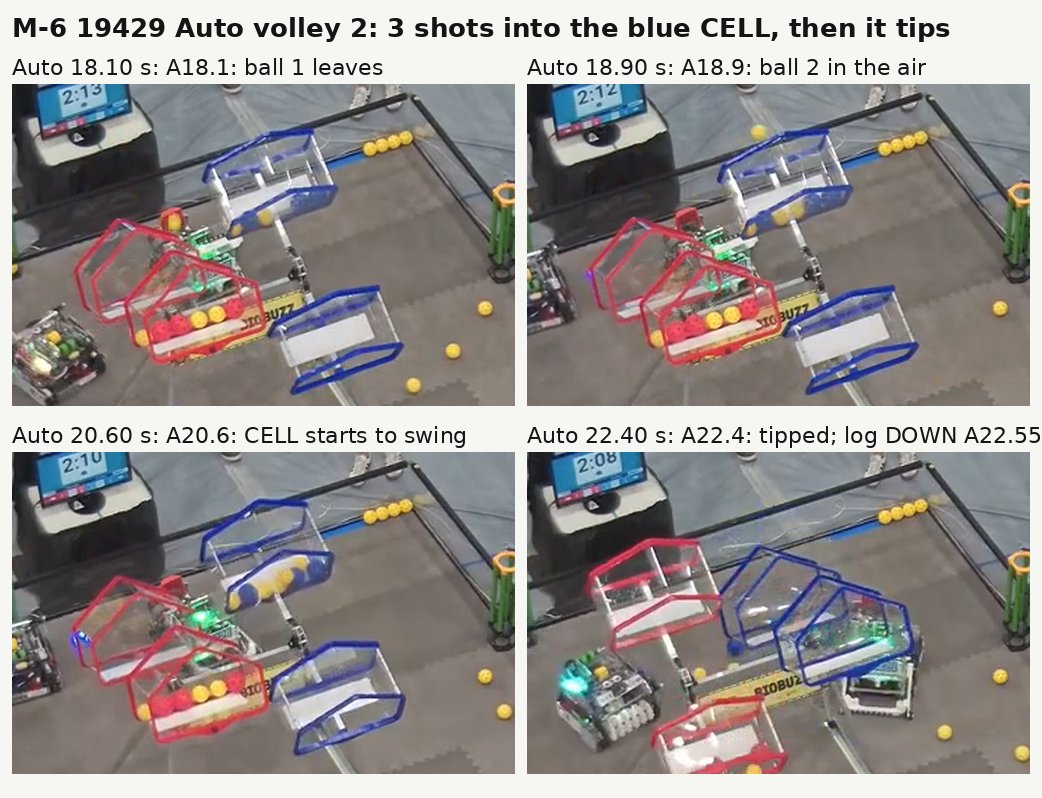 M-6 19429 Auto volley 2: 3 shots into the blue CELL, then it tips
Auto 18.10 s: A18.1: ball 1 leaves
Auto 18.90 s: A18.9: ball 2 in the air
2:13
2:12
BIOBUZZ
BIOBUZZ
Auto 20.60 s: A20.6: CELL starts to swing
Auto 22.40 s: A22.4: tipped; log DOWN A22.55
2:10
2:08
BIOBUZZ